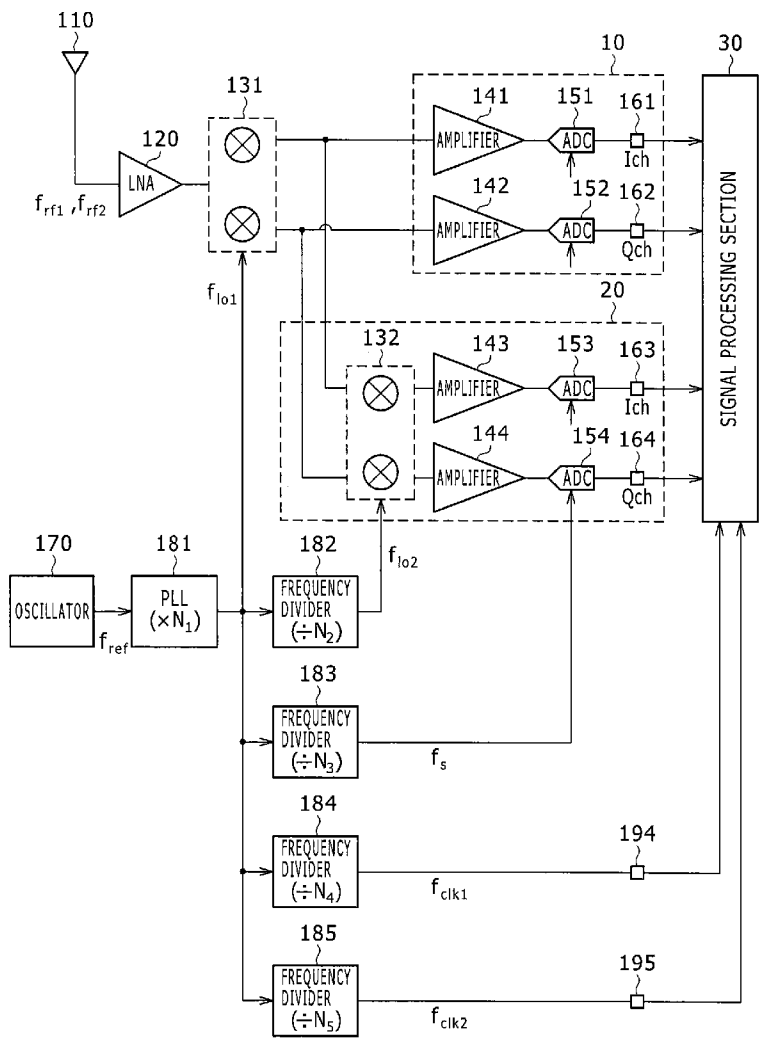 110
10
30
131
141
151
161
120
AMPLIFIER
ADC
Ich
LNA
142
152
162
f_rf1 , f_rf2
AMPLIFIER
ADC
Qch
SIGNAL PROCESSING SECTION
f_lo1
20
132
143
153
163
AMPLIFIER
ADC
Ich
144
154
164
AMPLIFIER
ADC
Qch
170
181
182
f_lo2
OSCILLATOR
f_ref
PLL
(×N₁)
FREQUENCY
DIVIDER
(÷N₂)
183
FREQUENCY
DIVIDER
(÷N₃)
f_s
184
194
FREQUENCY
DIVIDER
(÷N₄)
f_clk1
185
195
FREQUENCY
DIVIDER
(÷N₅)
f_clk2